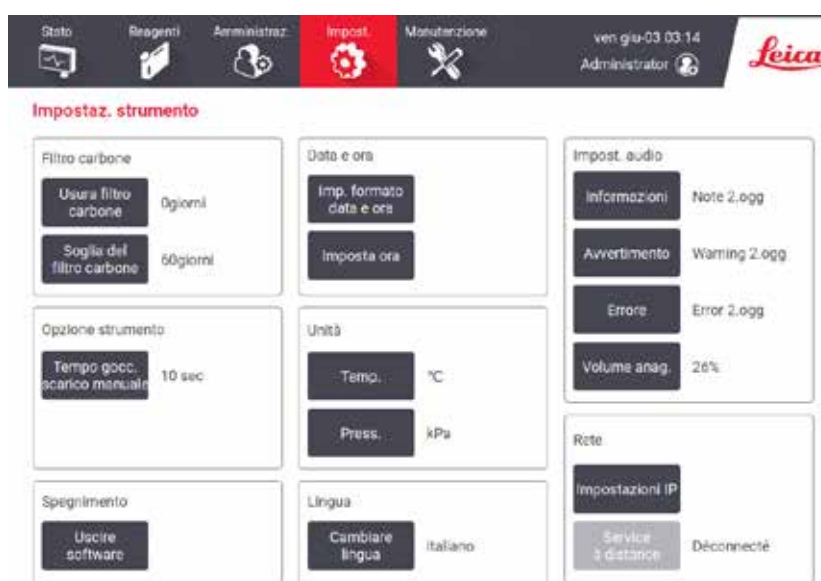 Stato
Reagenti
Amministraz.
Impost.
Manutenzione
ven giu-03 03:14
Administrator
Leica
Impostaz. strumento
Filtro carbone
Usura filtro
carbone
0giorni
Soglia del
filtro carbone
60giorni
Data e ora
Imp. formato
data e ora
Imposta ora
Impost. audio
Informazioni
Note 2.ogg
Avvertimento
Warning 2.ogg
Errore
Error 2.ogg
Volume anag.
26%
Opzione strumento
Tempo gocc.
scarico manuale
10 sec
Unità
Temp.
°C
Press.
kPa
Rete
Impostazioni IP
Service
à distance
Déconnecté
Spegnimento
Uscire
software
Lingua
Cambiare
lingua
Italiano